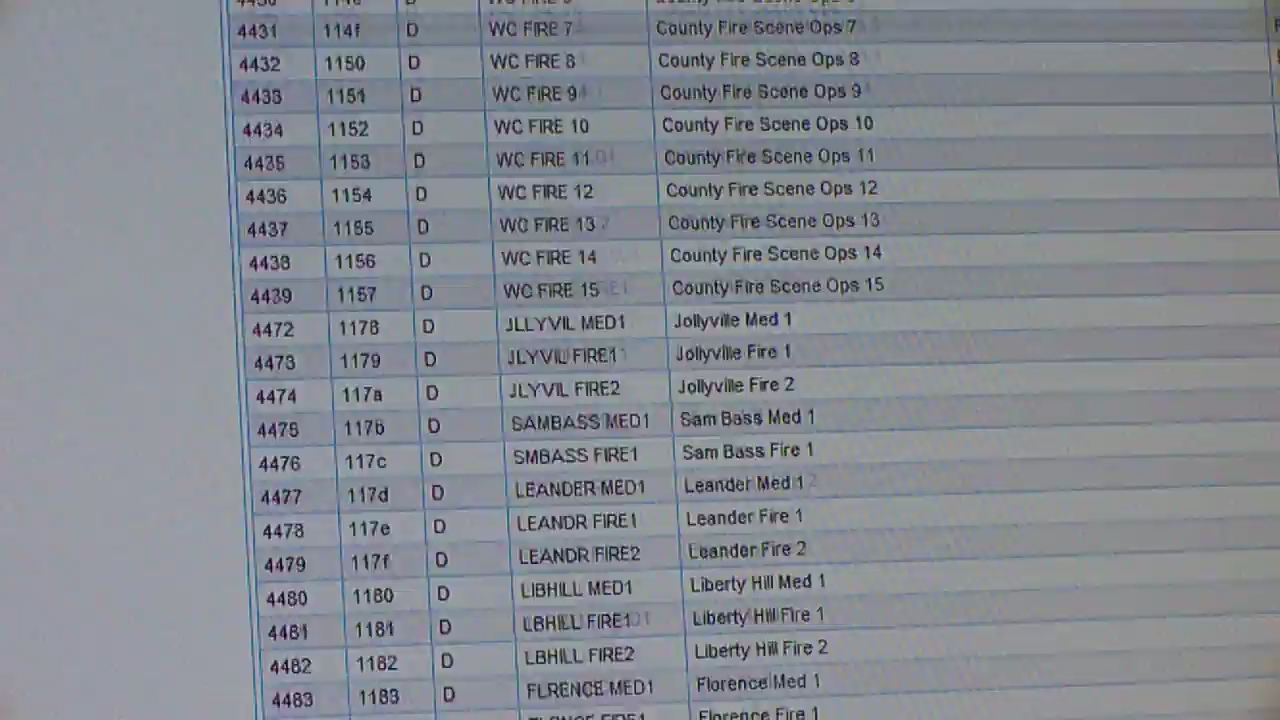 4431 114f D WC FIRE 7 County Fire Scene Ops 7
4432 1150 D WC FIRE 8 County Fire Scene Ops 8
4433 1151 D WC FIRE 9 County Fire Scene Ops 9
4434 1152 D WC FIRE 10 County Fire Scene Ops 10
4435 1153 D WC FIRE 11 County Fire Scene Ops 11
4436 1154 D WC FIRE 12 County Fire Scene Ops 12
4437 1155 D WC FIRE 13 County Fire Scene Ops 13
4438 1156 D WC FIRE 14 County Fire Scene Ops 14
4439 1157 D WC FIRE 15 County Fire Scene Ops 15
4472 1178 D JLLYVIL MED1 Jollyville Med 1
4473 1179 D JLYVIL FIRE1 Jollyville Fire 1
4474 117a D JLYVIL FIRE2 Jollyville Fire 2
4475 117b D SAMBASS MED1 Sam Bass Med 1
4476 117c D SMBASS FIRE1 Sam Bass Fire 1
4477 117d D LEANDER MED1 Leander Med 1
4478 117e D LEANDR FIRE1 Leander Fire 1
4479 117f D LEANDR FIRE2 Leander Fire 2
4480 1180 D LIBHILL MED1 Liberty Hill Med 1
4481 1181 D LBHILL FIRE1 Liberty Hill Fire 1
4482 1182 D LBHILL FIRE2 Liberty Hill Fire 2
4483 1183 D FLRENCE MED1 Florence Med 1
Florence Fire 1